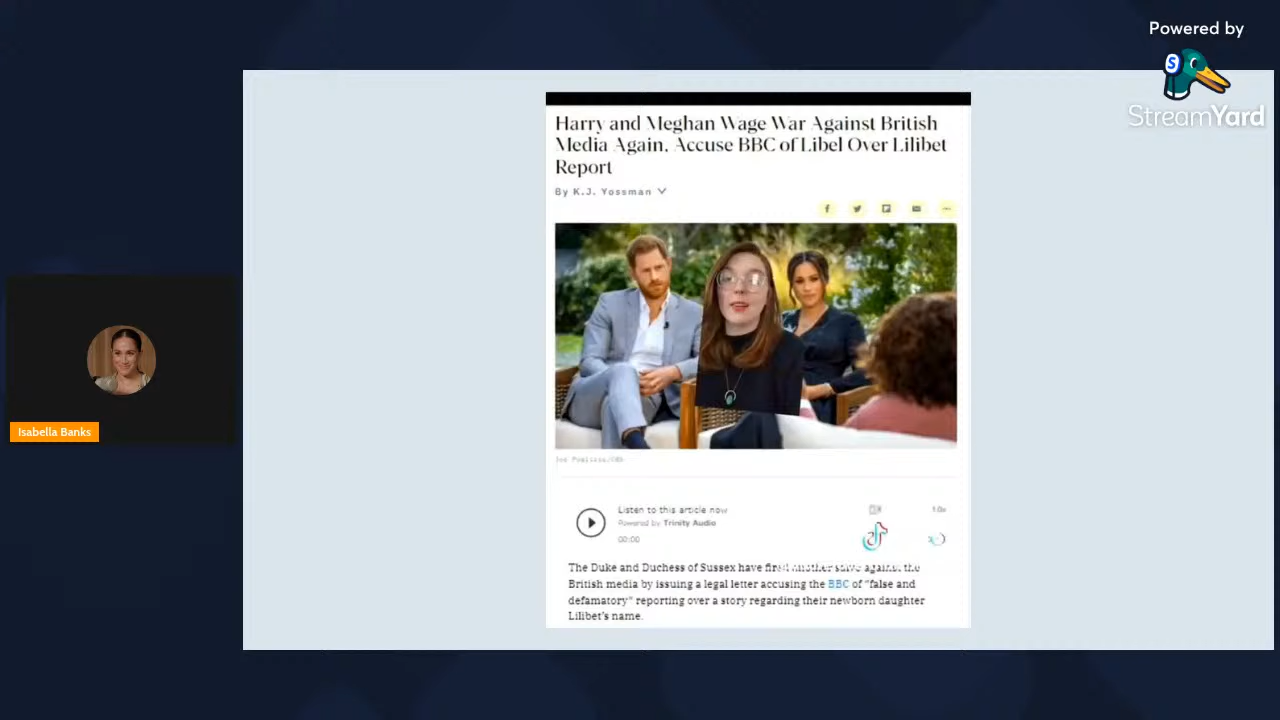 Powered by
StreamYard
Harry and Meghan Wage War Against British
Media Again, Accuse BBC of Libel Over Lilibet
Report
By K.J. Yossman
Listen to this article now
Powered by Trinity Audio
00:00
1.0x
The Duke and Duchess of Sussex have fired another salvo against the
British media by issuing a legal letter accusing the BBC of "false and
defamatory" reporting over a story regarding their newborn daughter
Lilibet's name.
Isabella Banks